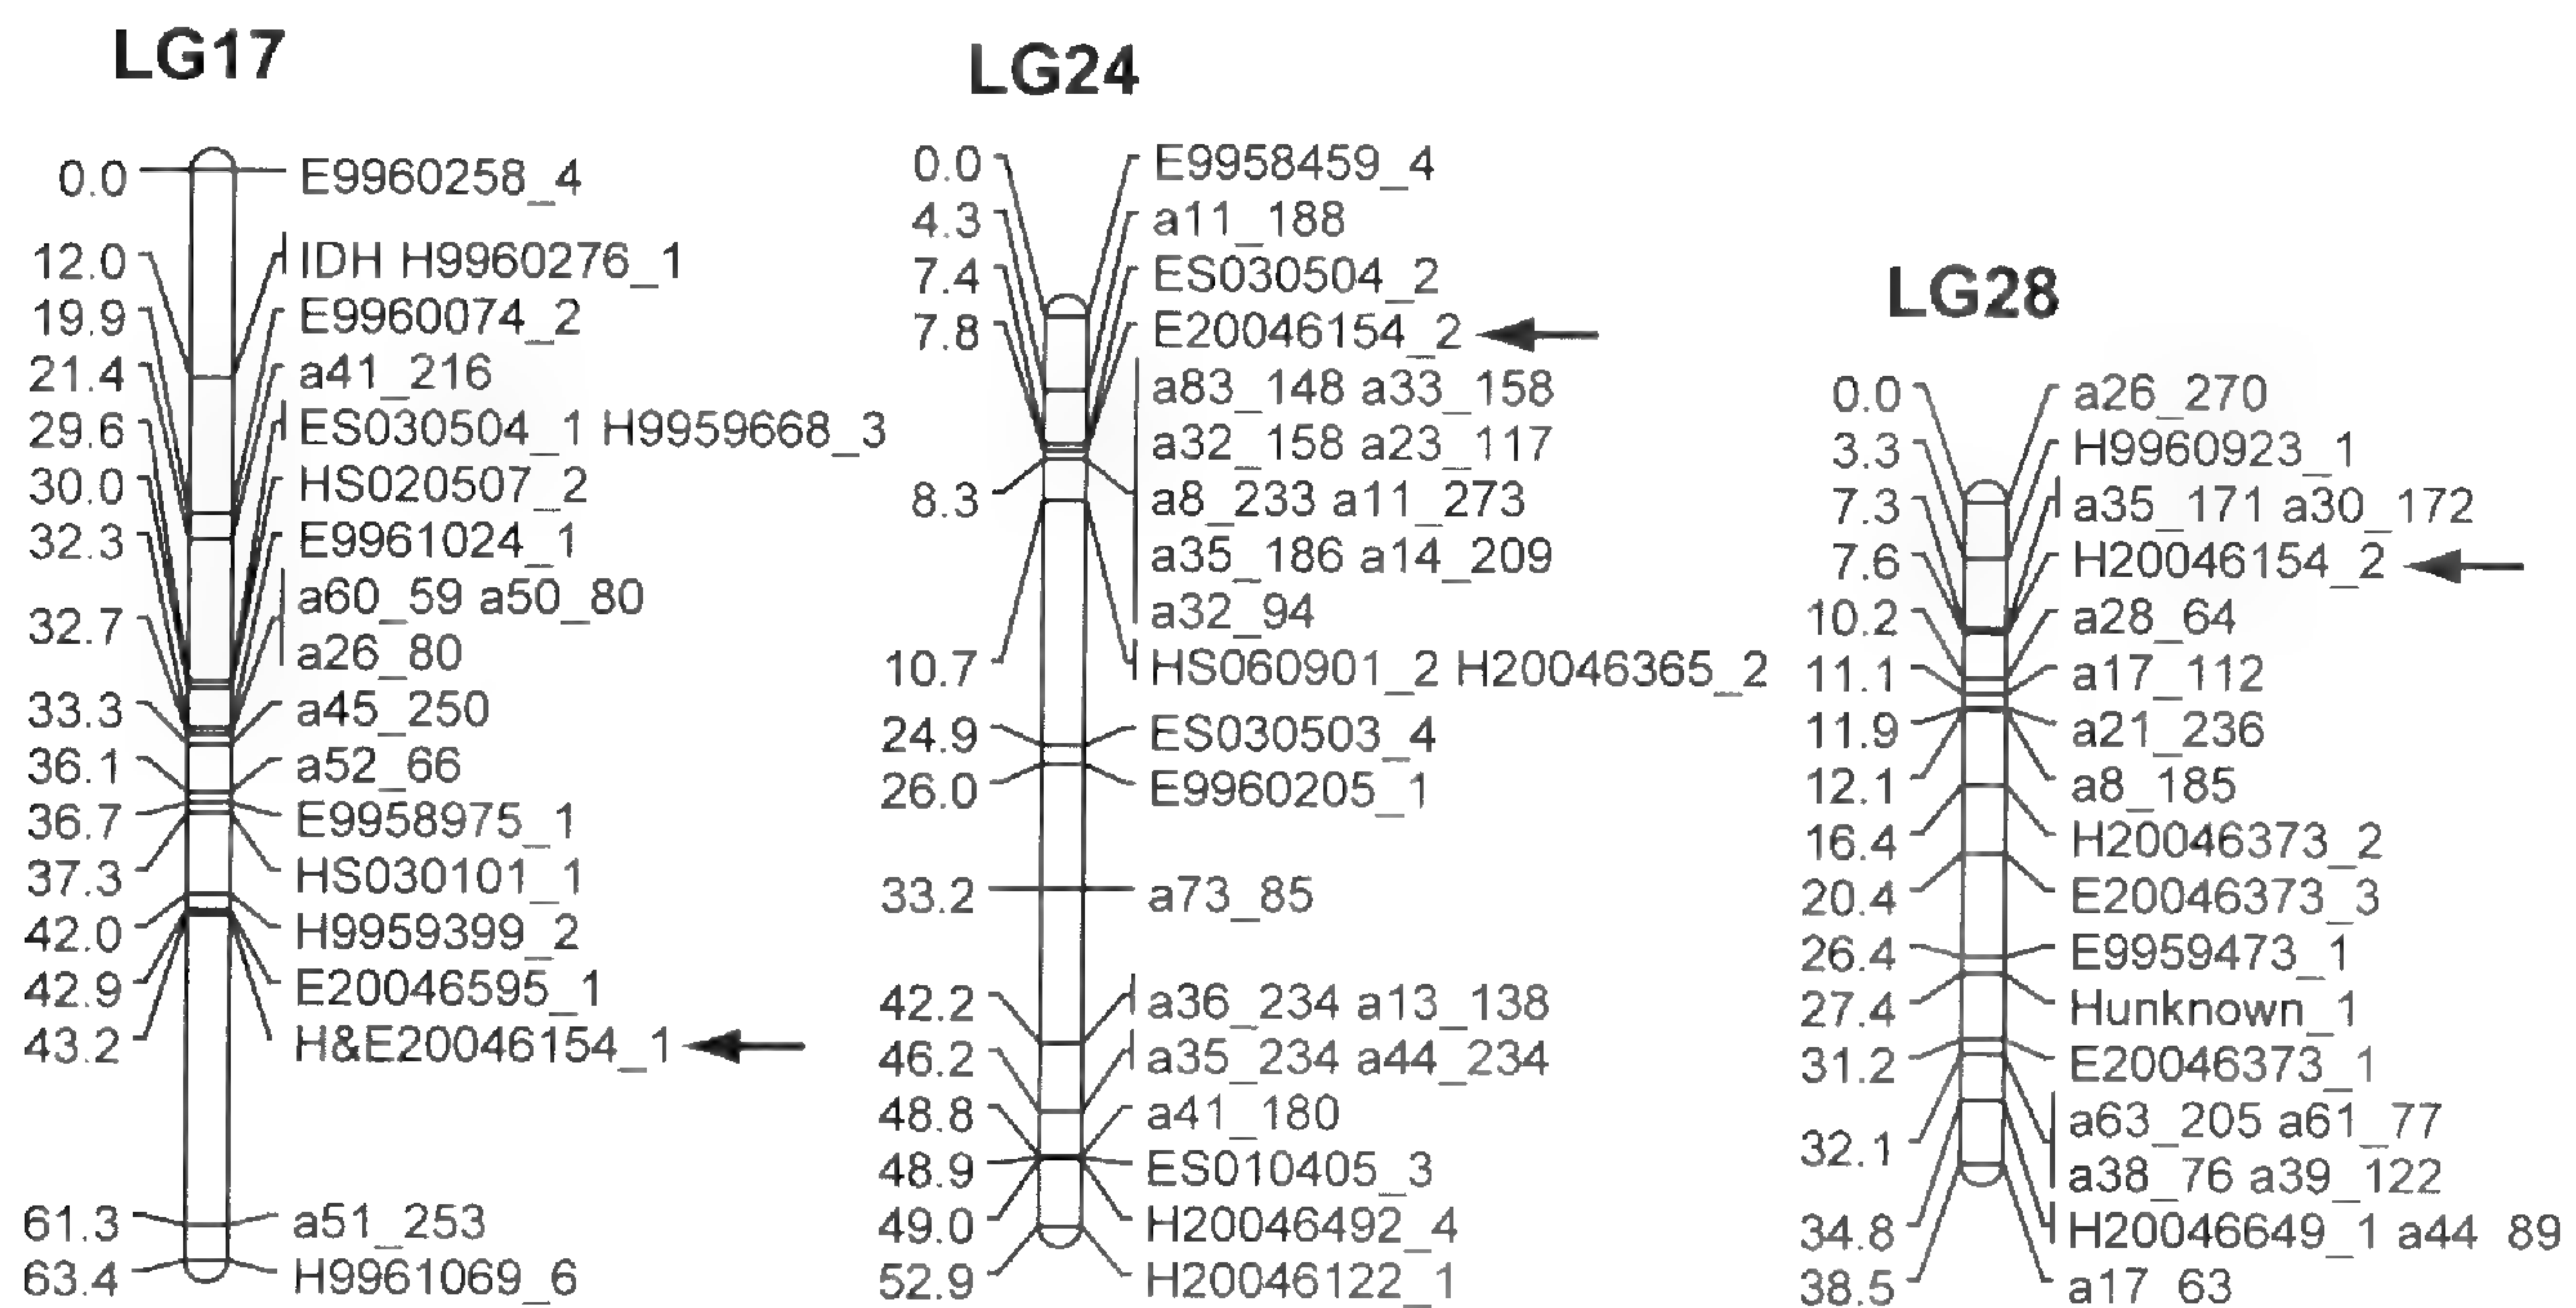 LG17
0.0 E9960258_4
12.0 IDH H9960276_1
19.9 E9960074_2
21.4 a41_216
29.6 ES030504_1 H9959668_3
30.0 HS020507_2
32.3 E9961024_1
32.7 a60_59 a50_80
a26_80
33.3 a45_250
36.1 a52_66
36.7 E9958975_1
37.3 HS030101_1
42.0 H9959399_2
42.9 E20046595_1
43.2 H&E20046154_1
61.3 a51_253
63.4 H9961069_6
LG24
0.0 E9958459_4
4.3 a11_188
7.4 ES030504_2
7.8 E20046154_2
a83_148 a33_158
a32_158 a23_117
8.3 a8_233 a11_273
a35_186 a14_209
a32_94
10.7 HS060901_2 H20046365_2
24.9 ES030503_4
26.0 E9960205_1
33.2 a73_85
42.2 a36_234 a13_138
46.2 a35_234 a44_234
48.8 a41_180
48.9 ES010405_3
49.0 H20046492_4
52.9 H20046122_1
LG28
0.0 a26_270
3.3 H9960923_1
7.3 a35_171 a30_172
7.6 H20046154_2
10.2 a28_64
11.1 a17_112
11.9 a21_236
12.1 a8_185
16.4 H20046373_2
20.4 E20046373_3
26.4 E9959473_1
27.4 Hunknown_1
31.2 E20046373_1
32.1 a63_205 a61_77
a38_76 a39_122
34.8 H20046649_1 a44 89
38.5 a17 63